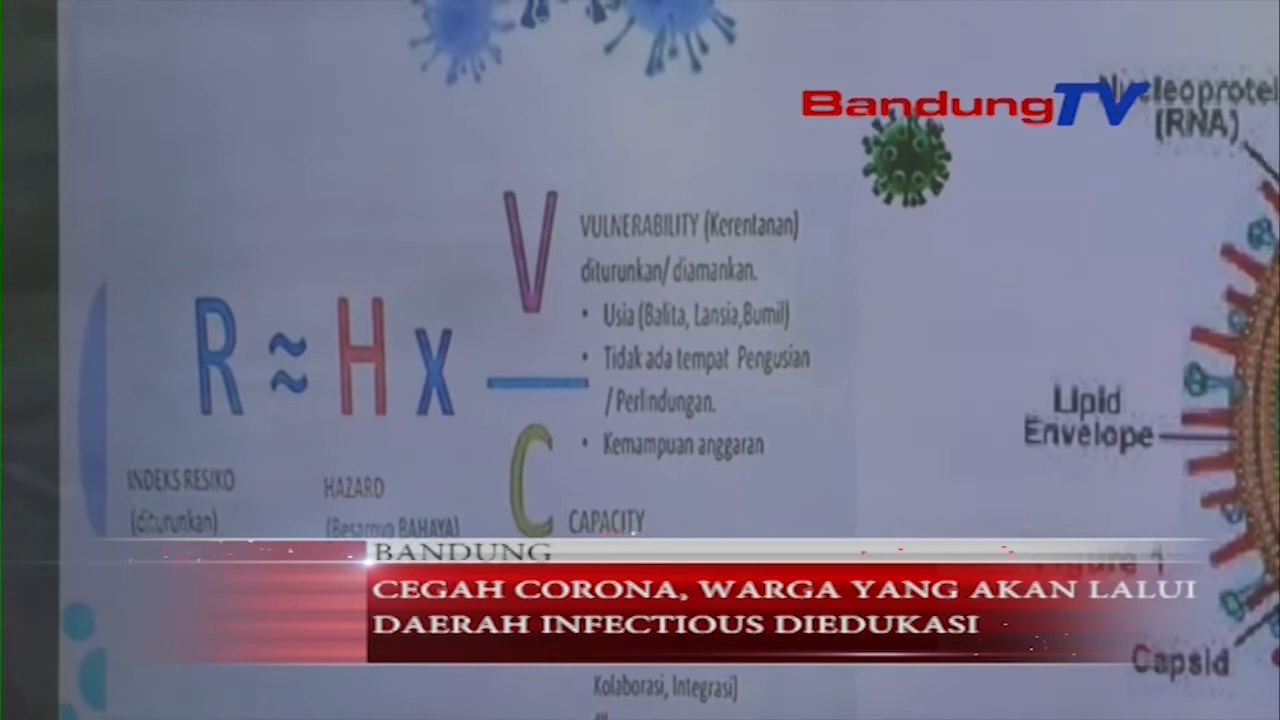 BandungTV
Nucleoprotein
(RNA)
V
VULNERABILITY (Kerentanan)
diturunkan/ diamankan.
• Usia (Balita, Lansia,Bumil)
• Tidak ada tempat Pengusian
/ Perlindungan.
• Kemampuan anggaran
R ≈ H x
C
CAPACITY
INDEKS RESIKO
(diturunkan)
HAZARD
(Besarnya BAHAYA)
Lipid
Envelope
Figure 1
Capsid
BANDUNG
CEGAH CORONA, WARGA YANG AKAN LALUI
DAERAH INFECTIOUS DIEDUKASI
Kolaborasi, Integrasi)